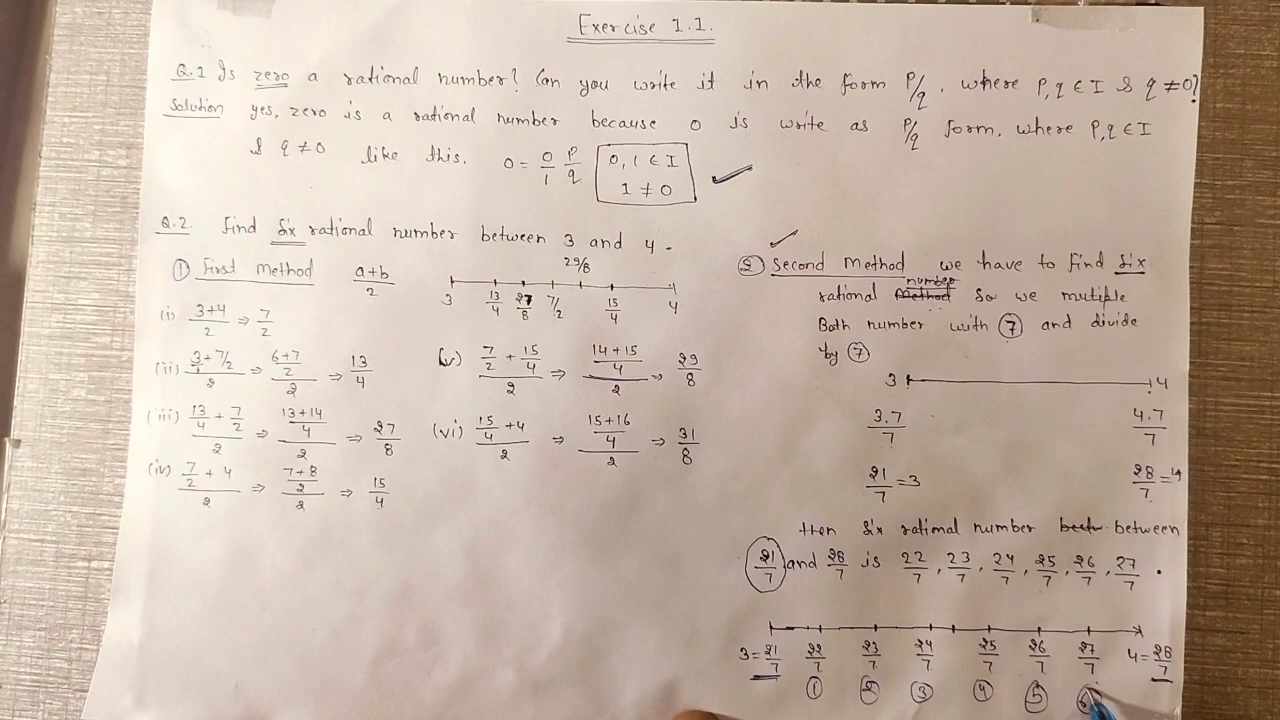 Exercise 1.1.
Q.1 Is zero a rational number? Can you write it in the form P/q, where P, q ∈ I & q ≠ 0?
Solution yes, zero is a rational number because 0 is write as P/q form, where P, q ∈ I
& q ≠ 0 like this. 0 = 0/1 P/q 0, 1 ∈ I
1 ≠ 0
Q.2. Find Six rational number between 3 and 4.
① First Method a+b/2
29/8
3 13/4 27/8 7/2 15/4 4
(i) 3+4/2 ⇒ 7/2
(ii) 3/1+7/2/2 ⇒ 6+7/2/2 ⇒ 13/4
(iii) 13/4 + 7/2/2 ⇒ 13+14/4/2 ⇒ 27/8
(iv) 7/2 + 4/2 ⇒ 7+8/2/2 ⇒ 15/4
(v) 7/2 + 15/4/2 ⇒ 14+15/4/2 ⇒ 29/8
(vi) 15/4 + 4/2 ⇒ 15+16/4/2 ⇒ 31/8
② Second Method we have to find Six
rational Method number So we mutiple
Both number with ⑦ and divide
by ⑦
3 4
3.7/7 4.7/7
21/7 = 3 28/7 = 4
then Six rational number between
21/7 and 28/7 is 22/7, 23/7, 24/7, 25/7, 26/7, 27/7.
3 = 21/7 22/7 23/7 24/7 25/7 26/7 27/7 4 = 28/7
① ② ③ ④ ⑤ ⑥